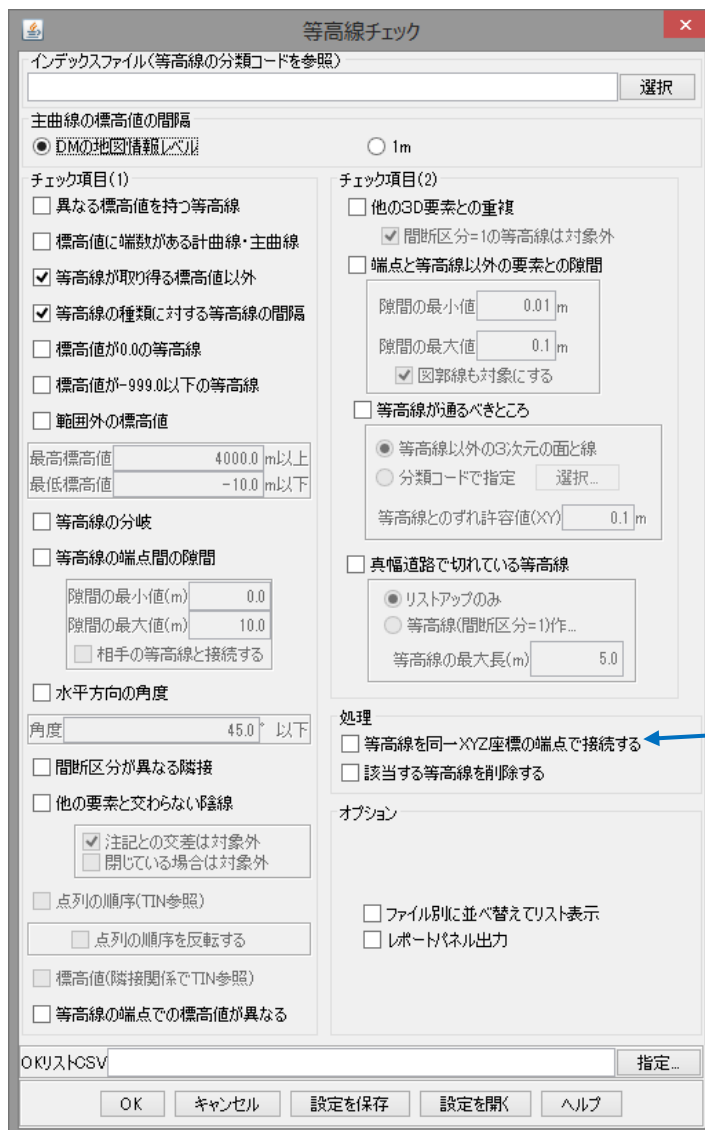 等高線チェック
インデックスファイル(等高線の分類コードを参照)
選択
主曲線の標高値の間隔
DMの地図情報レベル
1m
チェック項目(1)
異なる標高値を持つ等高線
標高値に端数がある計曲線・主曲線
等高線が取り得る標高値以外
等高線の種類に対する等高線の間隔
標高値が0.0の等高線
標高値が-999.0以下の等高線
範囲外の標高値
最高標高値 4000.0 m以上
最低標高値 -10.0 m以下
等高線の分岐
等高線の端点間の隙間
隙間の最小値(m) 0.0
隙間の最大値(m) 10.0
相手の等高線と接続する
水平方向の角度
角度 45.0 ° 以下
間断区分が異なる隣接
他の要素と交わらない陰線
注記との交差は対象外
閉じている場合は対象外
点列の順序(TIN参照)
点列の順序を反転する
標高値(隣接関係でTIN参照)
等高線の端点での標高値が異なる
チェック項目(2)
他の3D要素との重複
間断区分=1の等高線は対象外
端点と等高線以外の要素との隙間
隙間の最小値 0.01 m
隙間の最大値 0.1 m
図郭線も対象にする
等高線が通るべきところ
等高線以外の3次元の面と線
分類コードで指定 選択...
等高線とのずれ許容値(XY) 0.1 m
真幅道路で切れている等高線
リストアップのみ
等高線(間断区分=1)作...
等高線の最大長(m) 5.0
処理
等高線を同一XYZ座標の端点で接続する
該当する等高線を削除する
オプション
ファイル別に並べ替えてリスト表示
レポートパネル出力
OKリストCSV 指定...
OK キャンセル 設定を保存 設定を開く ヘルプ